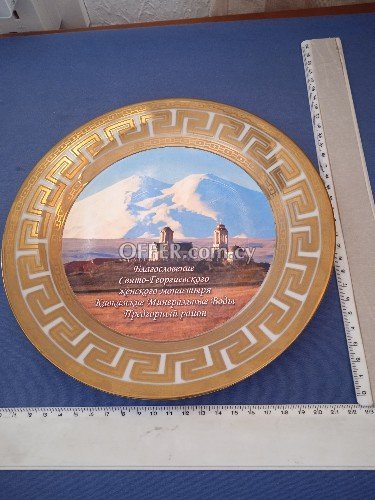 OFFER.com.cy
Благословение
Свято-Георгиевского
женского монастыря
Кавказские Минеральные Воды
Предгорный район